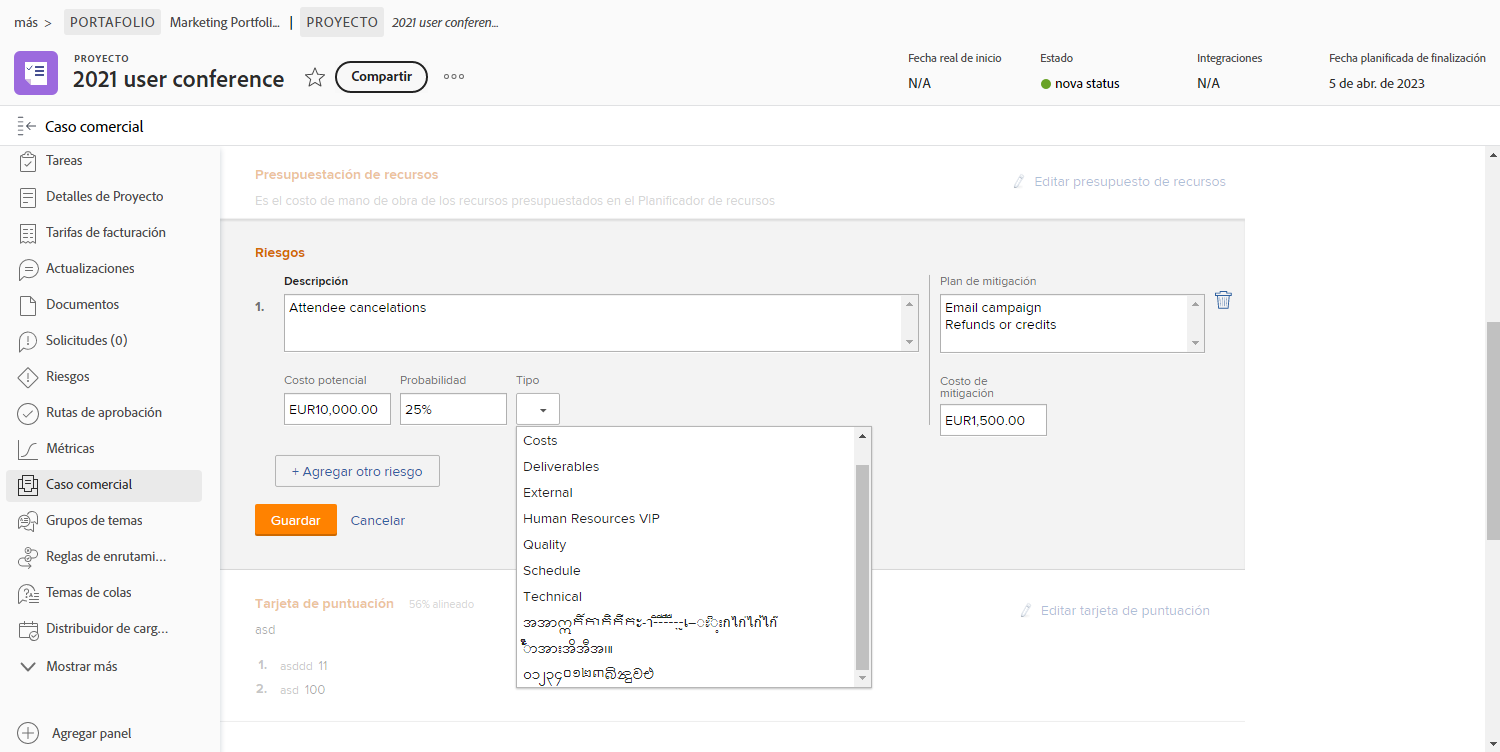 más >
PORTAFOLIO
Marketing Portfoli...
|
PROYECTO
2021 user conferen...
PROYECTO
2021 user conference
Compartir
Fecha real de inicio
N/A
Estado
nova status
Integraciones
N/A
Fecha planificada de finalización
5 de abr. de 2023
Caso comercial
Tareas
Detalles de Proyecto
Tarifas de facturación
Actualizaciones
Documentos
Solicitudes (0)
Riesgos
Rutas de aprobación
Métricas
Caso comercial
Grupos de temas
Reglas de enrutami...
Temas de colas
Distribuidor de carg...
Mostrar más
Agregar panel
Presupuestación de recursos
Es el costo de mano de obra de los recursos presupuestados en el Planificador de recursos
Editar presupuesto de recursos
Riesgos
1.
Descripción
Attendee cancelations
Plan de mitigación
Email campaign
Refunds or credits
Costo potencial
EUR10,000.00
Probabilidad
25%
Tipo
Costo de
mitigación
EUR1,500.00
Costs
Deliverables
External
Human Resources VIP
Quality
Schedule
Technical
+ Agregar otro riesgo
Guardar
Cancelar
Tarjeta de puntuación
56% alineado
Editar tarjeta de puntuación
asd
1. asddd 11
2. asd 100